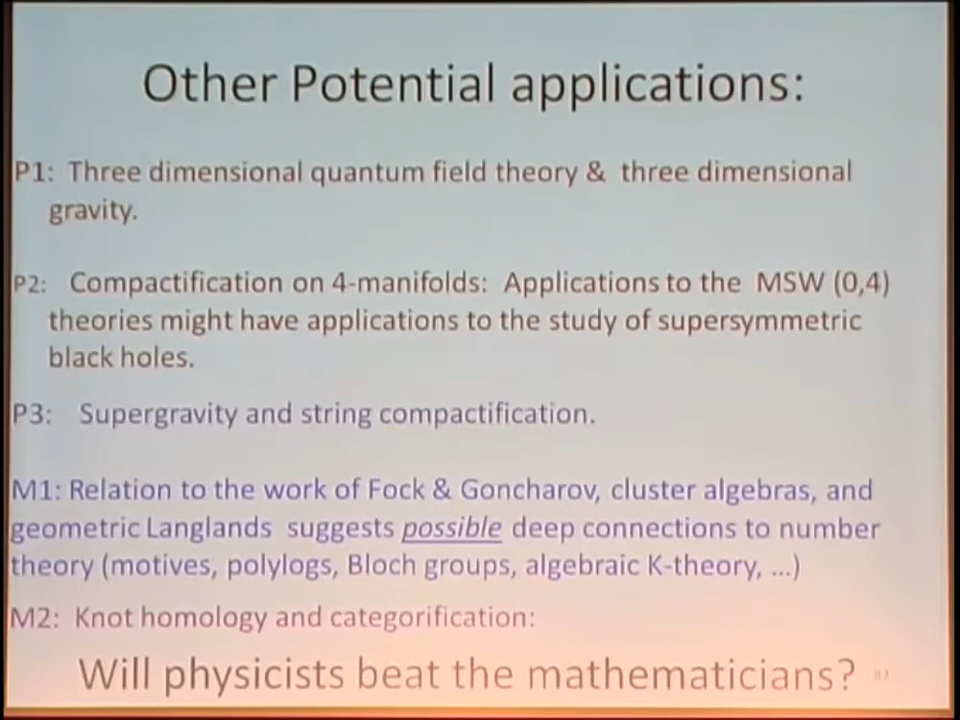 Other Potential applications:
P1: Three dimensional quantum field theory & three dimensional
gravity.
P2: Compactification on 4-manifolds: Applications to the MSW (0,4)
theories might have applications to the study of supersymmetric
black holes.
P3: Supergravity and string compactification.
M1: Relation to the work of Fock & Goncharov, cluster algebras, and
geometric Langlands suggests possible deep connections to number
theory (motives, polylogs, Bloch groups, algebraic K-theory, ...)
M2: Knot homology and categorification:
Will physicists beat the mathematicians?